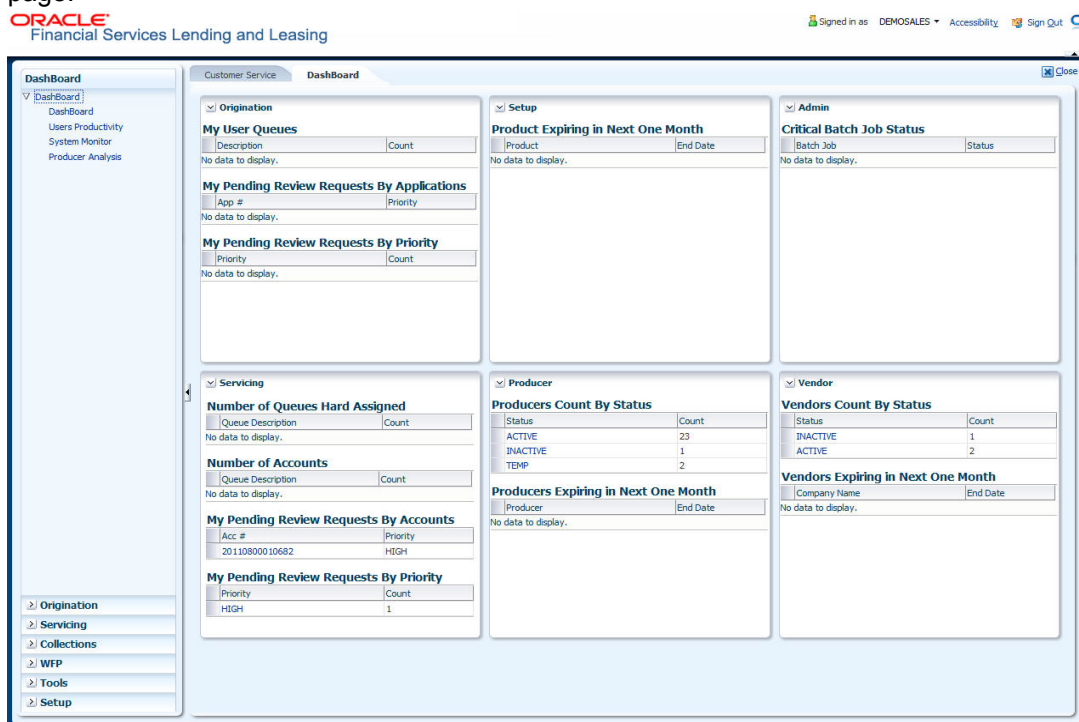 page.
ORACLE'
Financial Services Lending and Leasing
Signed in as DEMOSALES Accessibility Sign Out
DashBoard
DashBoard
DashBoard
Users Productivity
System Monitor
Producer Analysis
Origination
Servicing
Collections
WFP
Tools
Setup
Customer Service DashBoard
Close
Origination
My User Queues
Description Count
No data to display.
My Pending Review Requests By Applications
App # Priority
No data to display.
My Pending Review Requests By Priority
Priority Count
No data to display.
Setup
Product Expiring in Next One Month
Product End Date
No data to display.
Admin
Critical Batch Job Status
Batch Job Status
No data to display.
Servicing
Number of Queues Hard Assigned
Queue Description Count
No data to display.
Number of Accounts
Queue Description Count
No data to display.
My Pending Review Requests By Accounts
Acc # Priority
20110800010682 HIGH
My Pending Review Requests By Priority
Priority Count
HIGH 1
Producer
Producers Count By Status
Status Count
ACTIVE 23
INACTIVE 1
TEMP 2
Producers Expiring in Next One Month
Producer End Date
No data to display.
Vendor
Vendors Count By Status
Status Count
INACTIVE 1
ACTIVE 2
Vendors Expiring in Next One Month
Company Name End Date
No data to display.